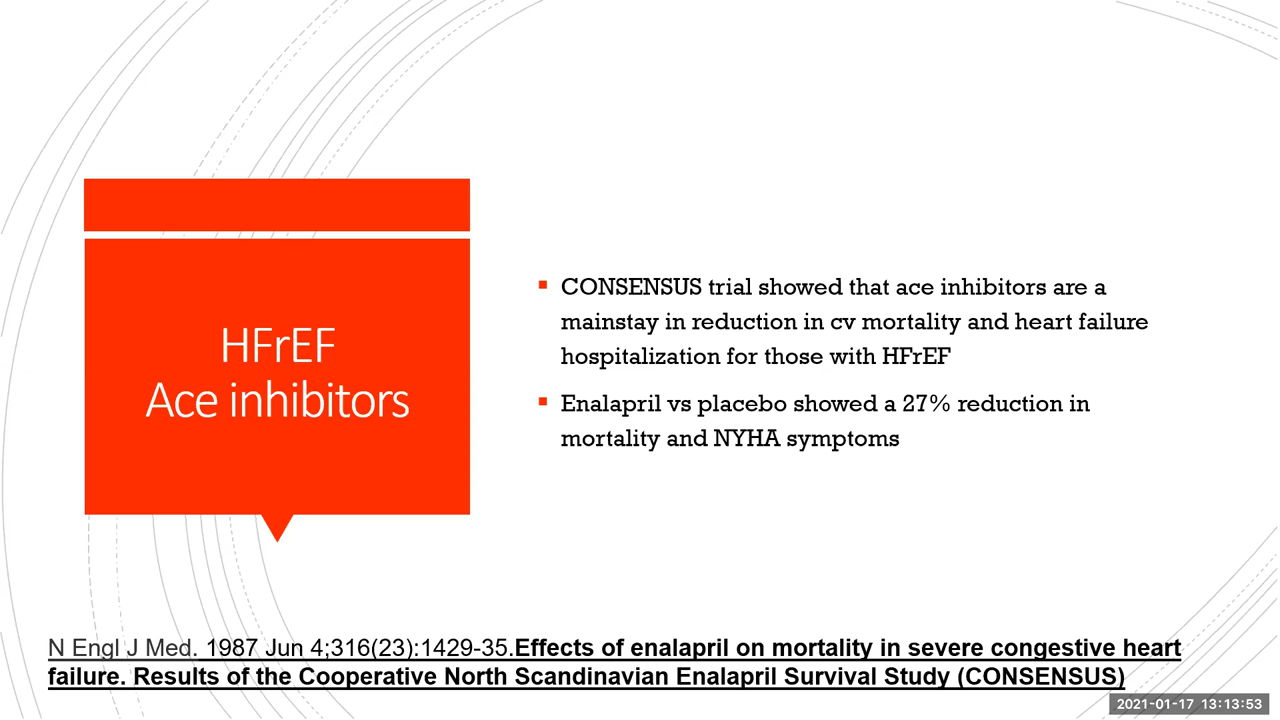 HFrEF
Ace inhibitors
▪ CONSENSUS trial showed that ace inhibitors are a
mainstay in reduction in cv mortality and heart failure
hospitalization for those with HFrEF
▪ Enalapril vs placebo showed a 27% reduction in
mortality and NYHA symptoms
N Engl J Med. 1987 Jun 4;316(23):1429-35.Effects of enalapril on mortality in severe congestive heart
failure. Results of the Cooperative North Scandinavian Enalapril Survival Study (CONSENSUS)
2021-01-17 13:13:53